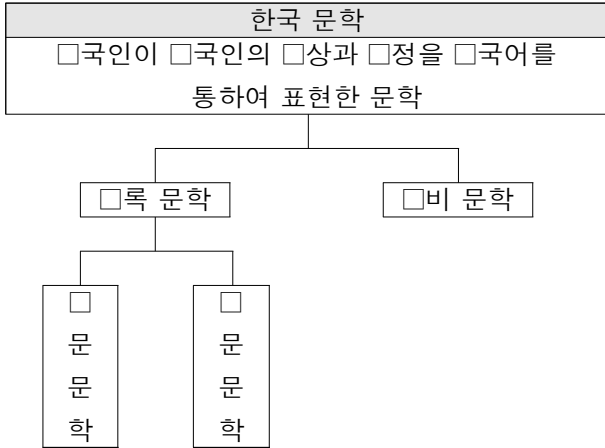 한국 문학
□국인이 □국인의 □상과 □정을 □국어를
통하여 표현한 문학
□록 문학
□비 문학
□
문
문
학
□
문
문
학